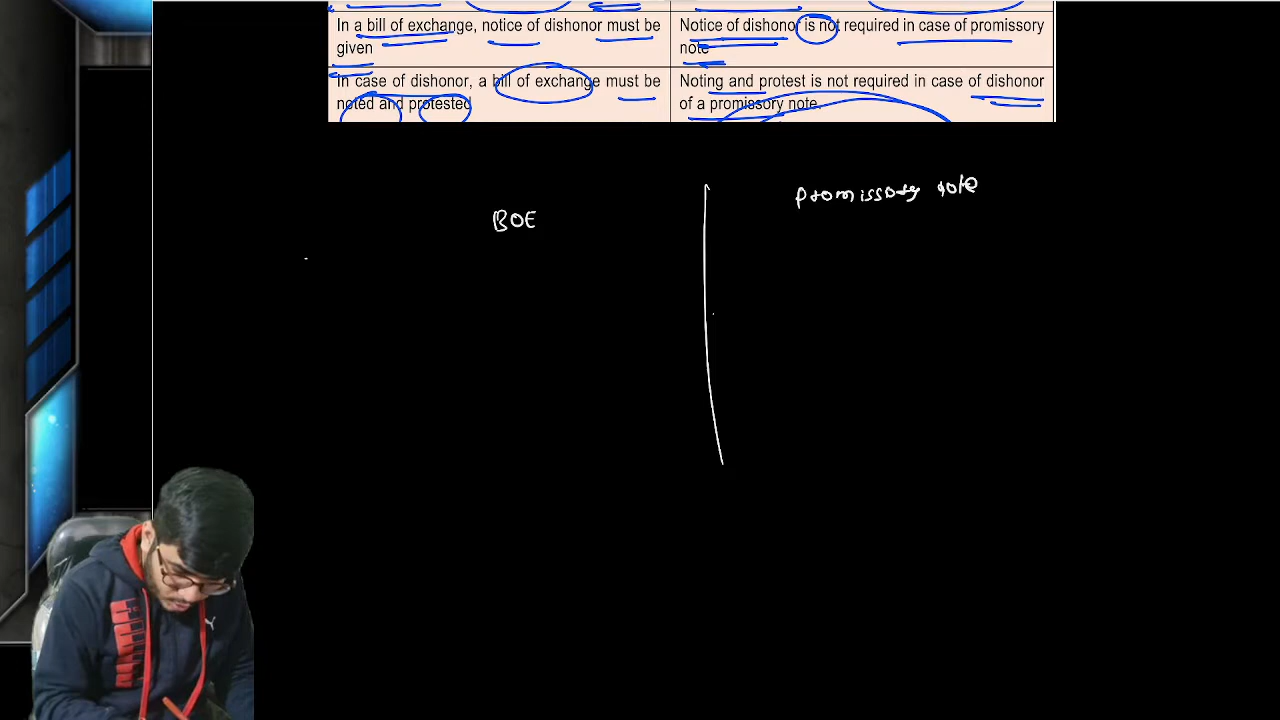 In a bill of exchange, notice of dishonor must be
given
Notice of dishonor is not required in case of promissory
note
In case of dishonor, a bill of exchange must be
noted and protested
Noting and protest is not required in case of dishonor
of a promissory note.
BOE
promissory note